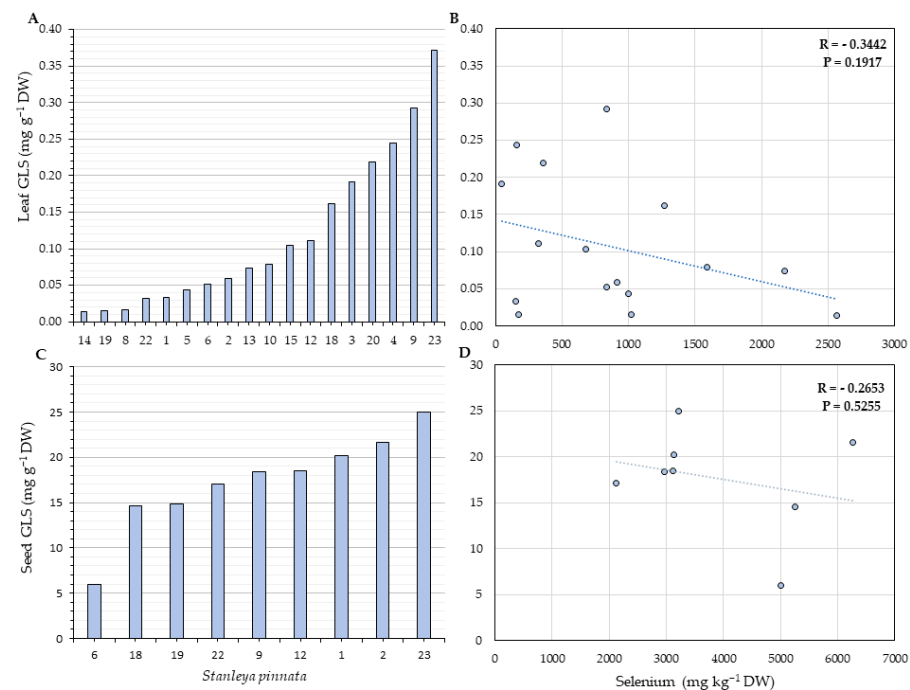 A
Leaf GLS (mg g⁻¹ DW)
0.40
0.35
0.30
0.25
0.20
0.15
0.10
0.05
0.00
14 19 8 22 1 5 6 2 13 10 15 12 18 3 20 4 9 23
B
R = - 0.3442
P = 0.1917
0.40
0.35
0.30
0.25
0.20
0.15
0.10
0.05
0.00
0 500 1000 1500 2000 2500 3000
C
Seed GLS (mg g⁻¹ DW)
30
25
20
15
10
5
0
6 18 19 22 9 12 1 2 23
Stanleya pinnata
D
R = - 0.2653
P = 0.5255
30
25
20
15
10
5
0
0 1000 2000 3000 4000 5000 6000 7000
Selenium (mg kg⁻¹ DW)